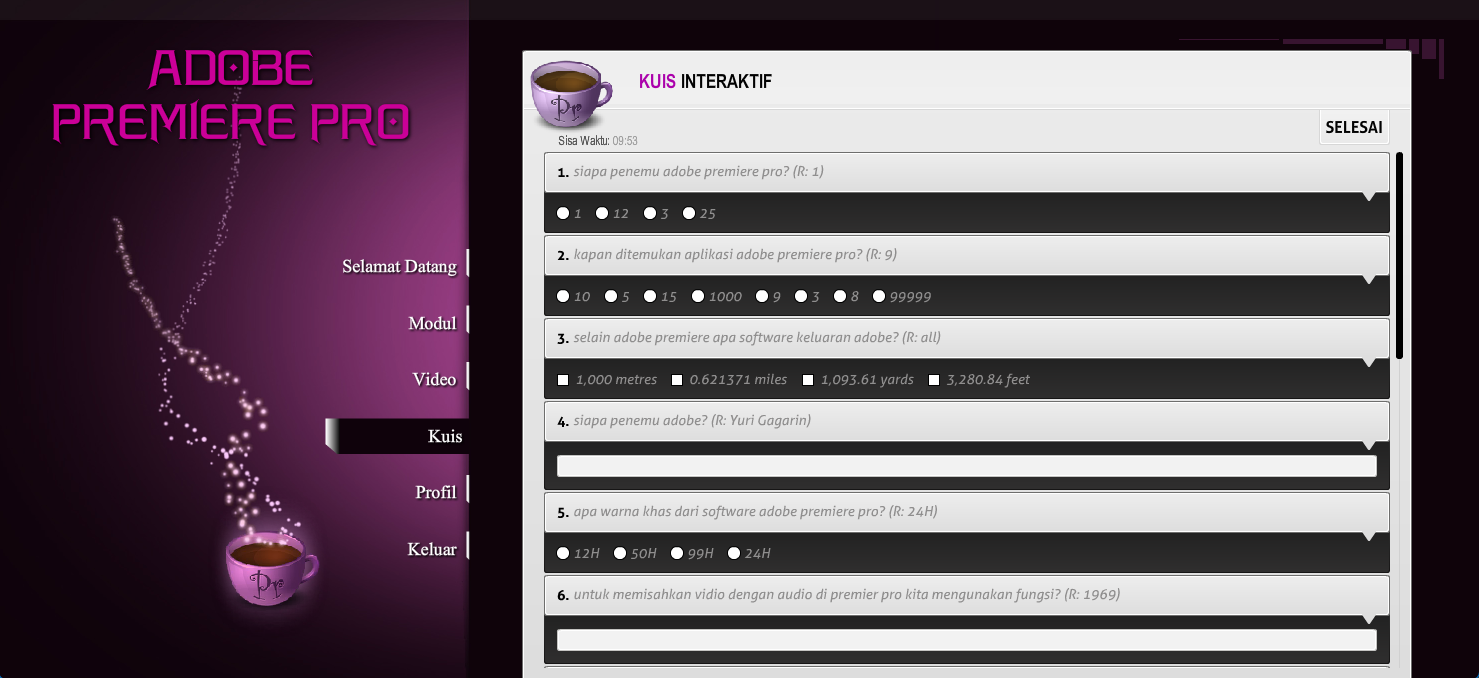 ADOBE
PREMIERE PRO
Selamat Datang
Modul
Video
Kuis
Profil
Keluar
Pr
Pr
KUIS INTERAKTIF
Sisa Waktu: 09:53
SELESAI
1. siapa penemu adobe premiere pro? (R: 1)
1 12 3 25
2. kapan ditemukan aplikasi adobe premiere pro? (R: 9)
10 5 15 1000 9 3 8 99999
3. selain adobe premiere apa software keluaran adobe? (R: all)
1,000 metres 0.621371 miles 1,093.61 yards 3,280.84 feet
4. siapa penemu adobe? (R: Yuri Gagarin)
5. apa warna khas dari software adobe premiere pro? (R: 24H)
12H 50H 99H 24H
6. untuk memisahkan vidio dengan audio di premier pro kita mengunakan fungsi? (R: 1969)